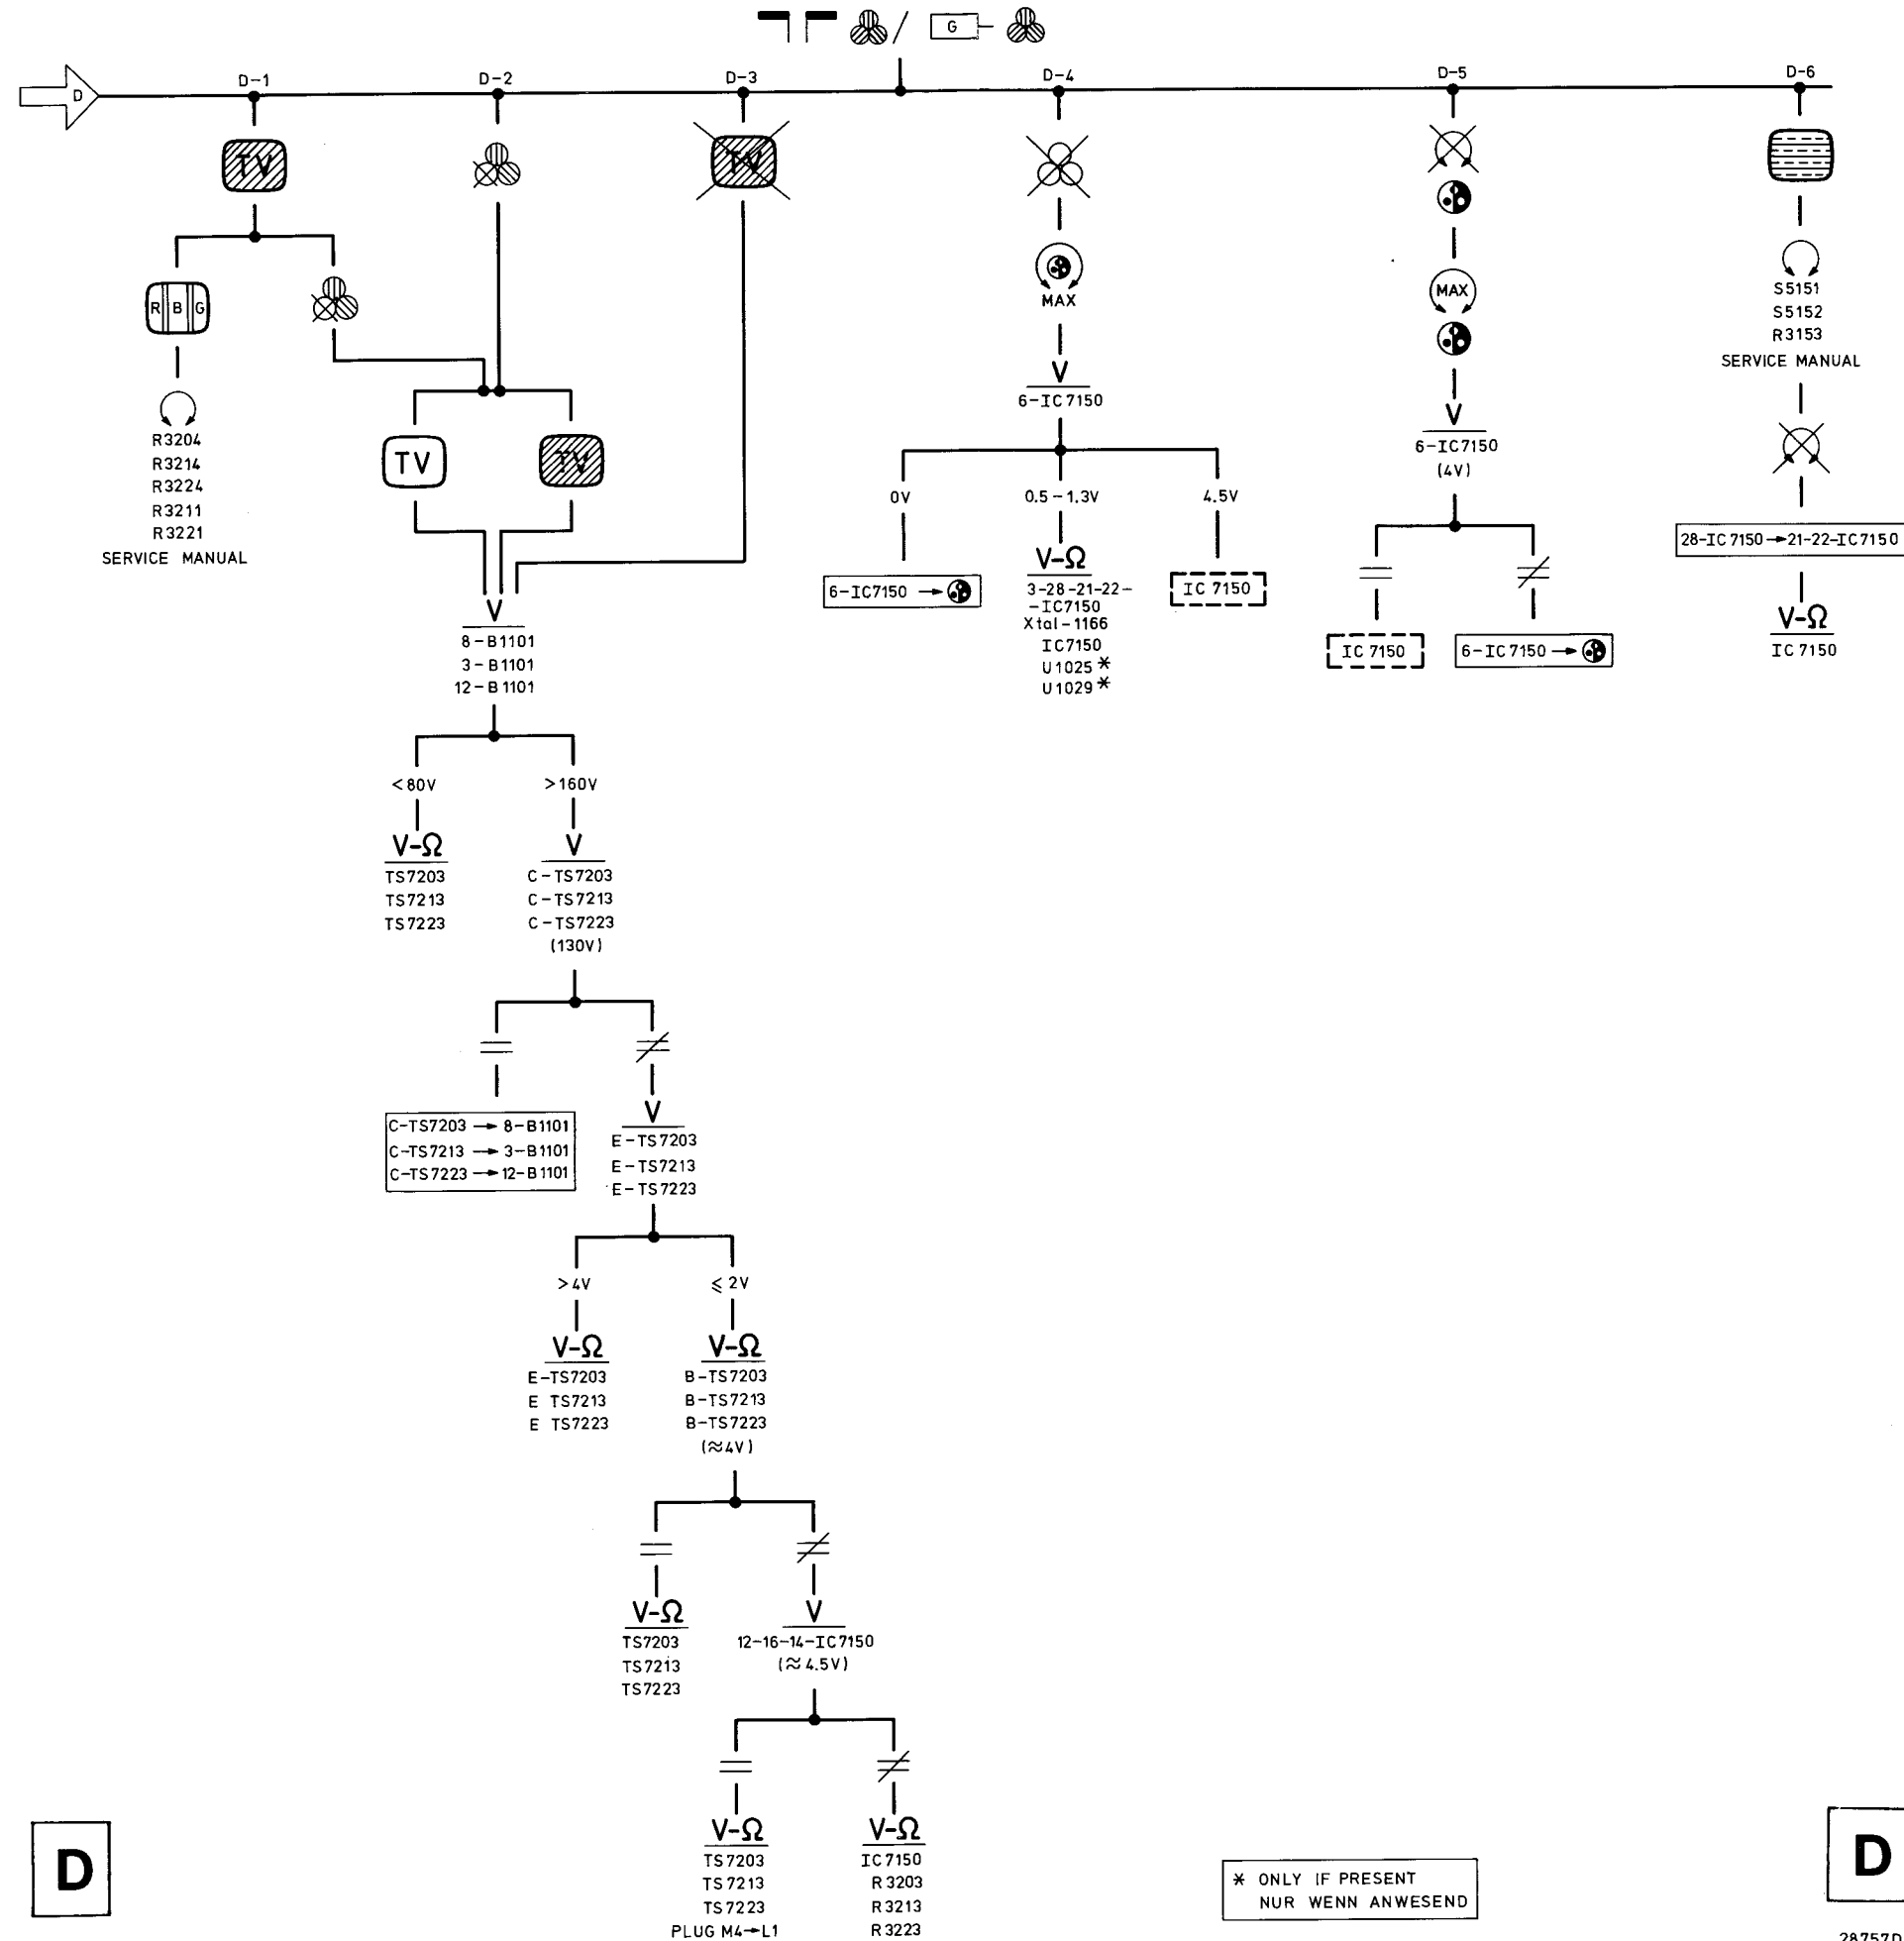 G
D
D-1
D-2
D-3
D-4
D-5
D-6
TV
TV
R B G
R3204
R3214
R3224
R3211
R3221
SERVICE MANUAL
TV
TV
V
8-B1101
3-B1101
12-B1101
<80V
>160V
V-Ω
TS7203
TS7213
TS7223
V
C-TS7203
C-TS7213
C-TS7223
(130V)
=
≠
C-TS7203 → 8-B1101
C-TS7213 → 3-B1101
C-TS7223 → 12-B1101
V
E-TS7203
E-TS7213
E-TS7223
>4V
≤2V
V-Ω
E-TS7203
E TS7213
E TS7223
V-Ω
B-TS7203
B-TS7213
B-TS7223
(≈4V)
=
≠
V-Ω
TS7203
TS7213
TS7223
V
12-16-14-IC7150
(≈4.5V)
=
≠
V-Ω
TS7203
TS7213
TS7223
PLUG M4→L1
V-Ω
IC7150
R3203
R3213
R3223
MAX
V
6-IC7150
0V
0.5-1.3V
4.5V
6-IC7150 →
V-Ω
3-28-21-22-
-IC7150
Xtal-1166
IC7150
U1025*
U1029*
IC 7150
MAX
V
6-IC7150
(4V)
=
≠
IC 7150
6-IC7150 →
S5151
S5152
R3153
SERVICE MANUAL
28-IC7150→21-22-IC7150
V-Ω
IC7150
D
* ONLY IF PRESENT
NUR WENN ANWESEND
D
28757D